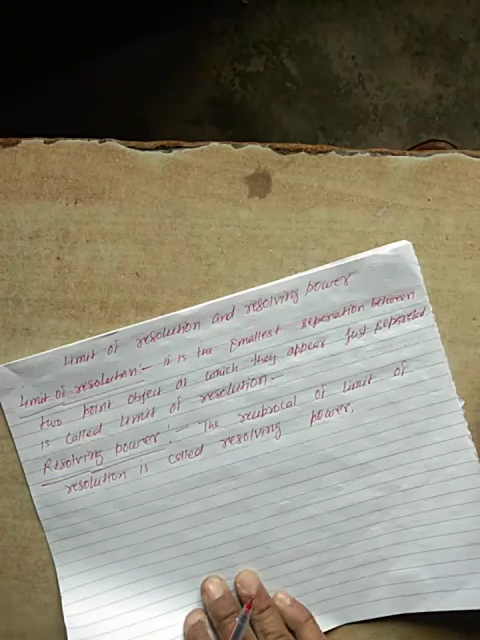 Limit of resolution and resolving power
Limit of resolution:- it is the smallest separation between
two point object at which they appear just separated
is called limit of resolution.-
Resolving power:- The reciprocal of limit of
resolution is called resolving power.